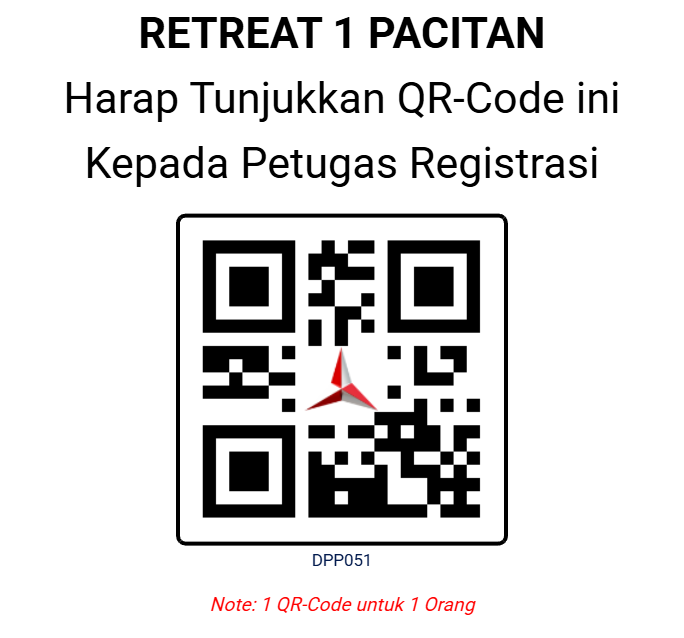 RETREAT 1 PACITAN
Harap Tunjukkan QR-Code ini
Kepada Petugas Registrasi
DPP051
Note: 1 QR-Code untuk 1 Orang